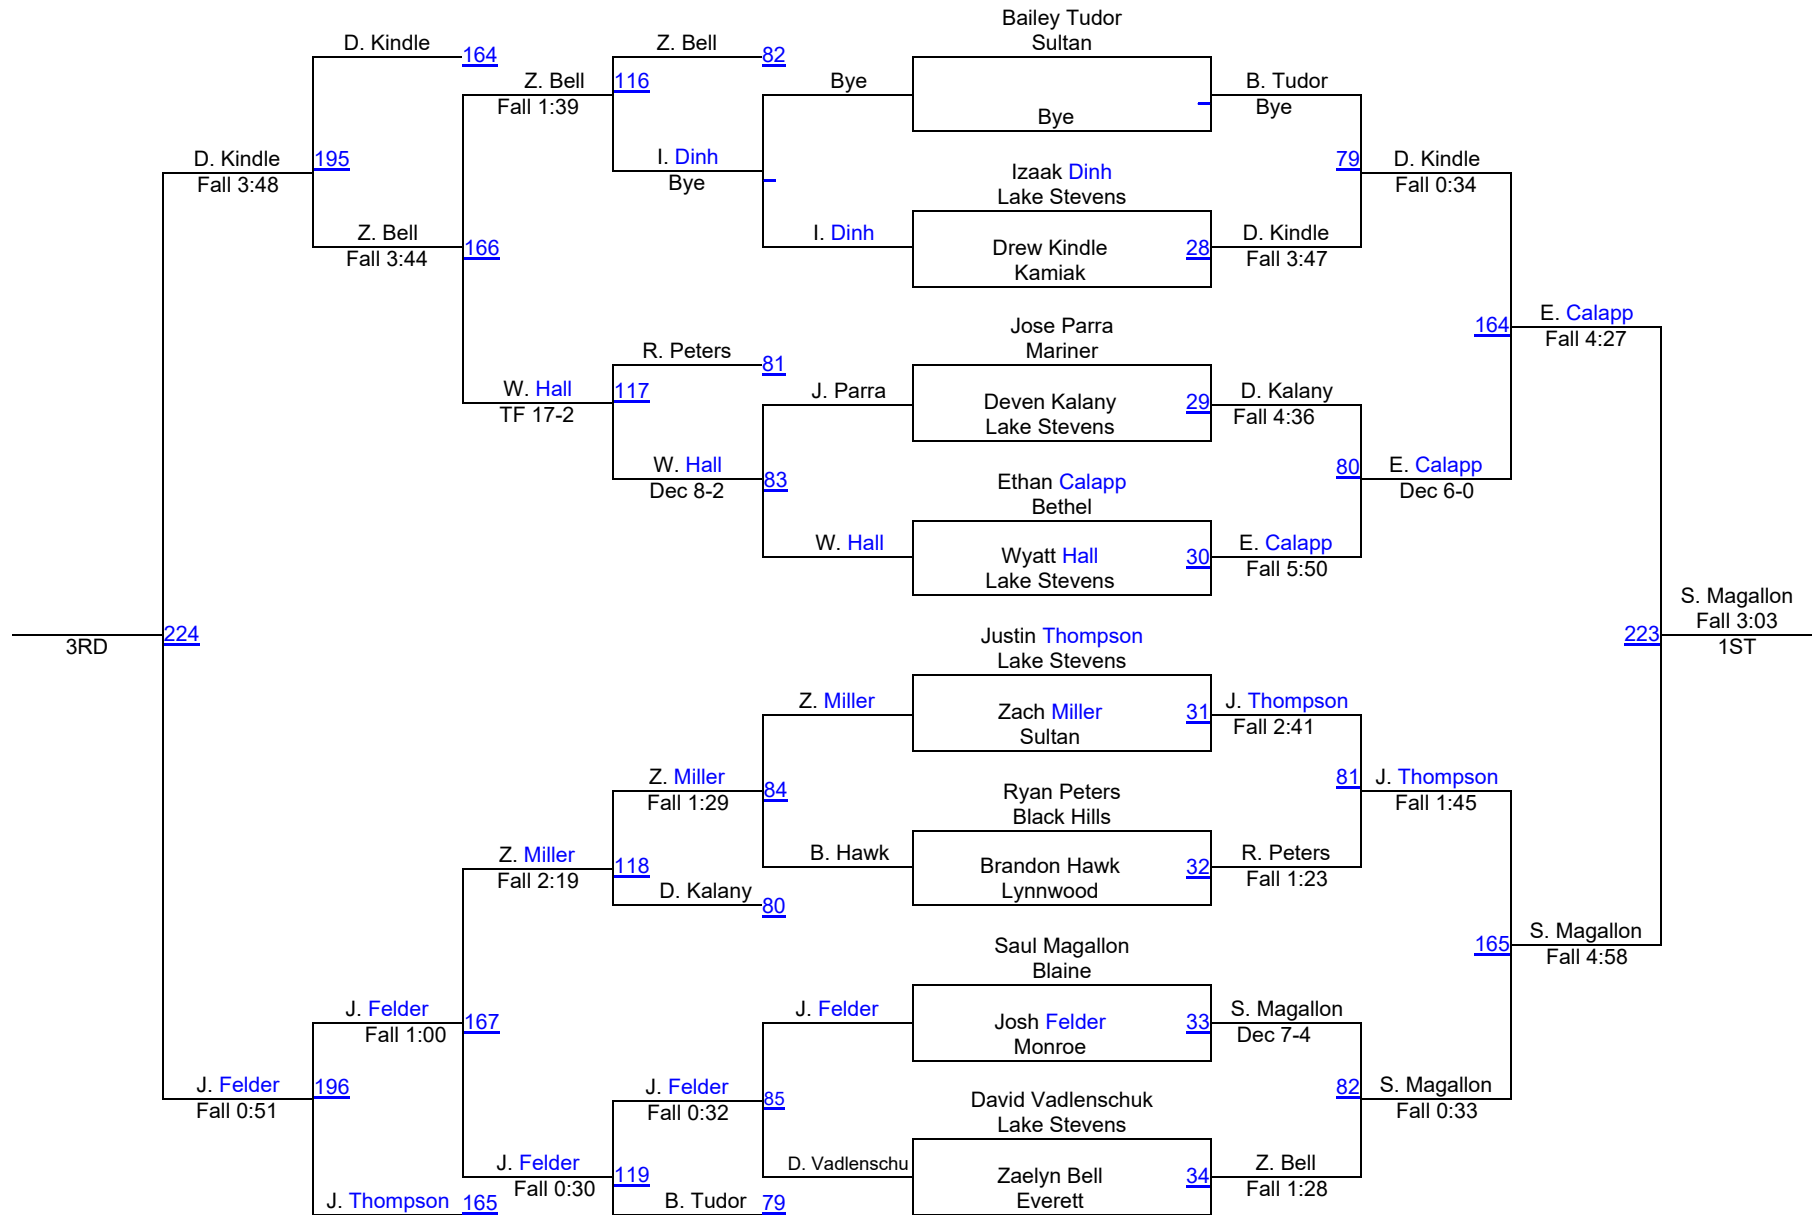 Bailey Tudor
Sultan
D. Kindle
164
Z. Bell
82
Z. Bell
116
Fall 1:39
Bye
B. Tudor
Bye
Bye
D. Kindle
195
Fall 3:48
I. Dinh
Bye
Izaak Dinh
Lake Stevens
79
D. Kindle
Fall 0:34
Z. Bell
Fall 3:44
166
I. Dinh
Drew Kindle
Kamiak
28
D. Kindle
Fall 3:47
Jose Parra
Mariner
164
E. Calapp
Fall 4:27
R. Peters
81
W. Hall
117
TF 17-2
J. Parra
Deven Kalany
Lake Stevens
29
D. Kalany
Fall 4:36
W. Hall
Dec 8-2
83
Ethan Calapp
Bethel
80
E. Calapp
Dec 6-0
W. Hall
Wyatt Hall
Lake Stevens
30
E. Calapp
Fall 5:50
S. Magallon
Fall 3:03
1ST
223
3RD
224
Justin Thompson
Lake Stevens
Z. Miller
Zach Miller
Sultan
31
J. Thompson
Fall 2:41
Z. Miller
Fall 1:29
84
Ryan Peters
Black Hills
81
J. Thompson
Fall 1:45
Z. Miller
Fall 2:19
118
B. Hawk
Brandon Hawk
Lynnwood
32
R. Peters
Fall 1:23
D. Kalany
80
Saul Magallon
Blaine
165
S. Magallon
Fall 4:58
J. Felder
Fall 1:00
167
J. Felder
Josh Felder
Monroe
33
S. Magallon
Dec 7-4
J. Felder
Fall 0:51
196
J. Felder
Fall 0:32
85
David Vadlenschuk
Lake Stevens
82
S. Magallon
Fall 0:33
J. Felder
Fall 0:30
119
D. Vadlenschu
Zaelyn Bell
Everett
34
Z. Bell
Fall 1:28
J. Thompson
165
B. Tudor
79